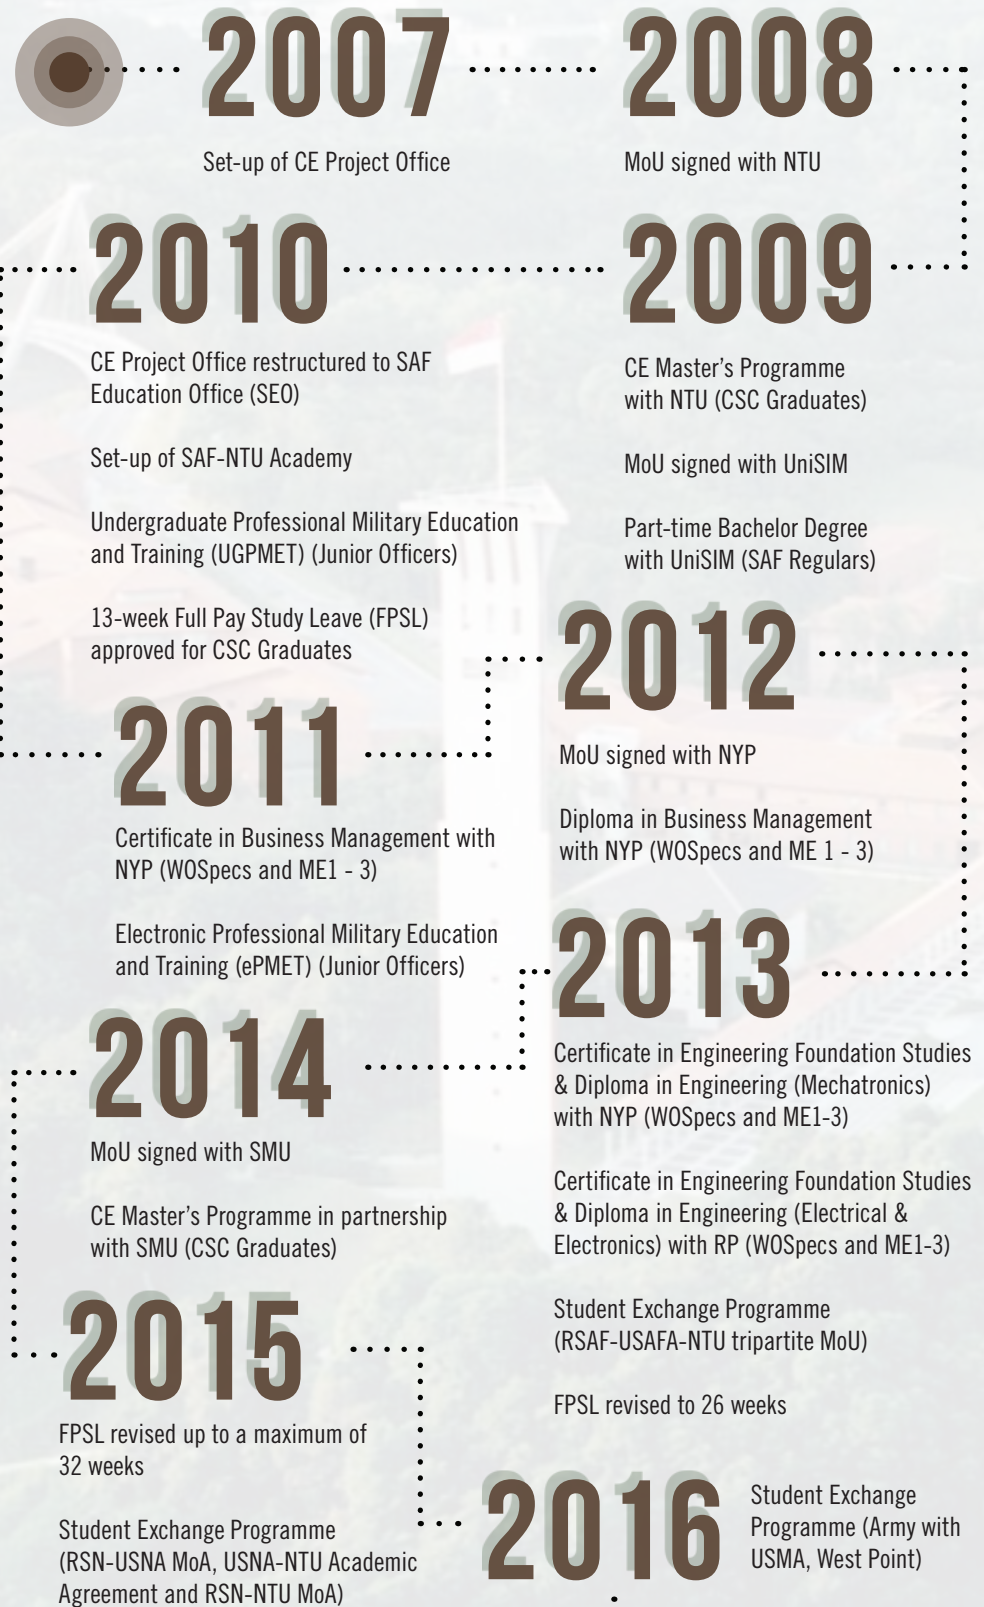 2007
Set-up of CE Project Office
2008
MoU signed with NTU
2009
CE Master’s Programme
with NTU (CSC Graduates)
MoU signed with UniSIM
Part-time Bachelor Degree
with UniSIM (SAF Regulars)
2010
CE Project Office restructured to SAF
Education Office (SEO)
Set-up of SAF-NTU Academy
Undergraduate Professional Military Education
and Training (UGPMET) (Junior Officers)
13-week Full Pay Study Leave (FPSL)
approved for CSC Graduates
2011
Certificate in Business Management with
NYP (WOSpecs and ME1 - 3)
Electronic Professional Military Education
and Training (ePMET) (Junior Officers)
2012
MoU signed with NYP
Diploma in Business Management
with NYP (WOSpecs and ME 1 - 3)
2013
Certificate in Engineering Foundation Studies
& Diploma in Engineering (Mechatronics)
with NYP (WOSpecs and ME1-3)
Certificate in Engineering Foundation Studies
& Diploma in Engineering (Electrical &
Electronics) with RP (WOSpecs and ME1-3)
Student Exchange Programme
(RSAF-USAFA-NTU tripartite MoU)
FPSL revised to 26 weeks
2014
MoU signed with SMU
CE Master’s Programme in partnership
with SMU (CSC Graduates)
2015
FPSL revised up to a maximum of
32 weeks
Student Exchange Programme
(RSN-USNA MoA, USNA-NTU Academic
Agreement and RSN-NTU MoA)
2016
Student Exchange
Programme (Army with
USMA, West Point)